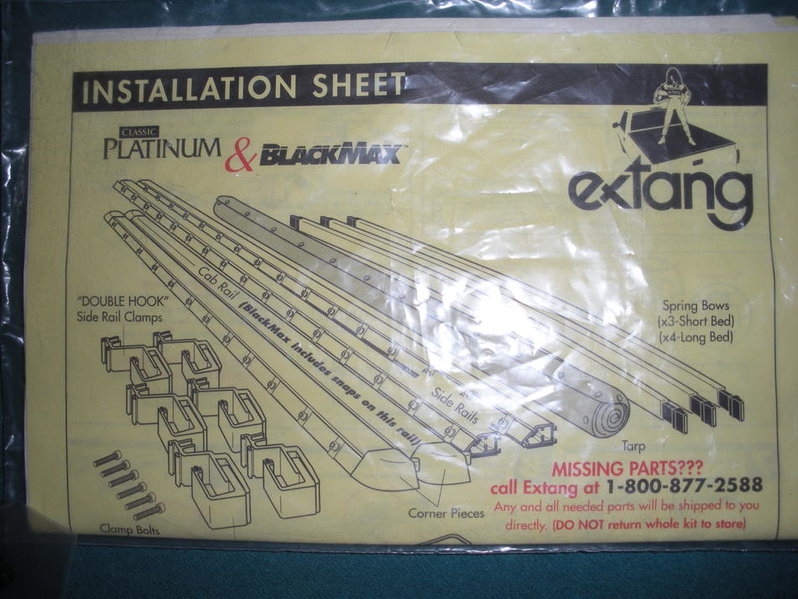 INSTALLATION SHEET
CLASSIC
PLATINUM & BLACKMAX™
extang
"DOUBLE HOOK"
Side Rail Clamps
Cab Rail
(BlackMax includes snaps on this rail)
Side Rails
Spring Bows
(x3-Short Bed)
(x4-Long Bed)
Tarp
Corner Pieces
Clamp Bolts
MISSING PARTS???
call Extang at 1-800-877-2588
Any and all needed parts will be shipped to you
directly. (DO NOT return whole kit to store)